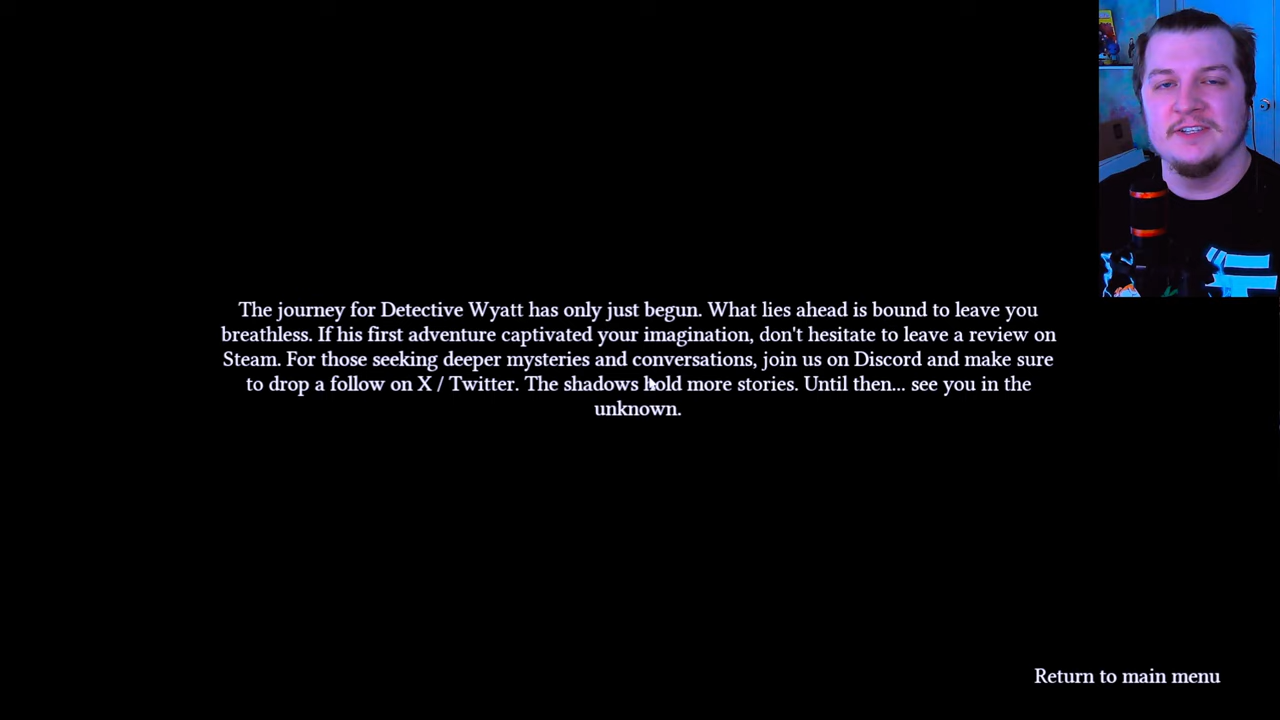 The journey for Detective Wyatt has only just begun. What lies ahead is bound to leave you
breathless. If his first adventure captivated your imagination, don't hesitate to leave a review on
Steam. For those seeking deeper mysteries and conversations, join us on Discord and make sure
to drop a follow on X / Twitter. The shadows hold more stories. Until then... see you in the
unknown.
Return to main menu